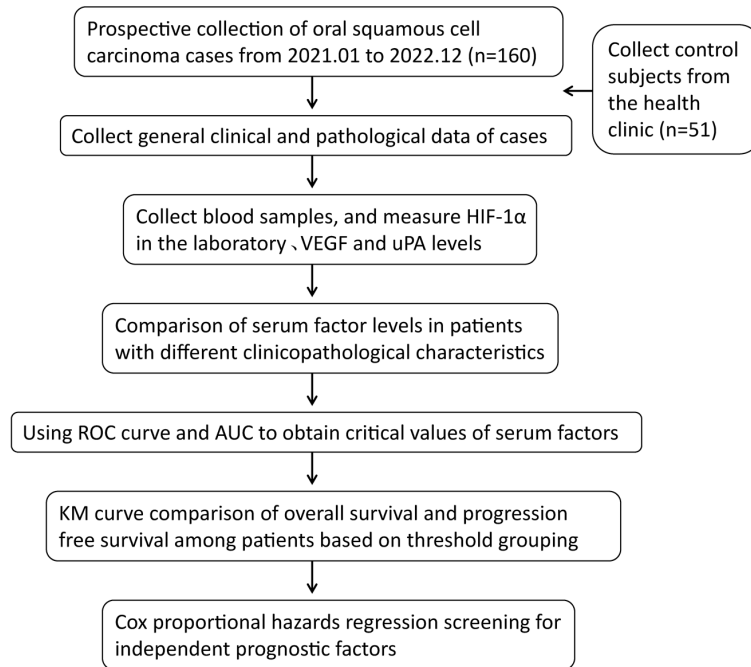 Prospective collection of oral squamous cell
carcinoma cases from 2021.01 to 2022.12 (n=160)
Collect control
subjects from
the health
clinic (n=51)
Collect general clinical and pathological data of cases
Collect blood samples, and measure HIF-1α
in the laboratory 、VEGF and uPA levels
Comparison of serum factor levels in patients
with different clinicopathological characteristics
Using ROC curve and AUC to obtain critical values of serum factors
KM curve comparison of overall survival and progression
free survival among patients based on threshold grouping
Cox proportional hazards regression screening for
independent prognostic factors